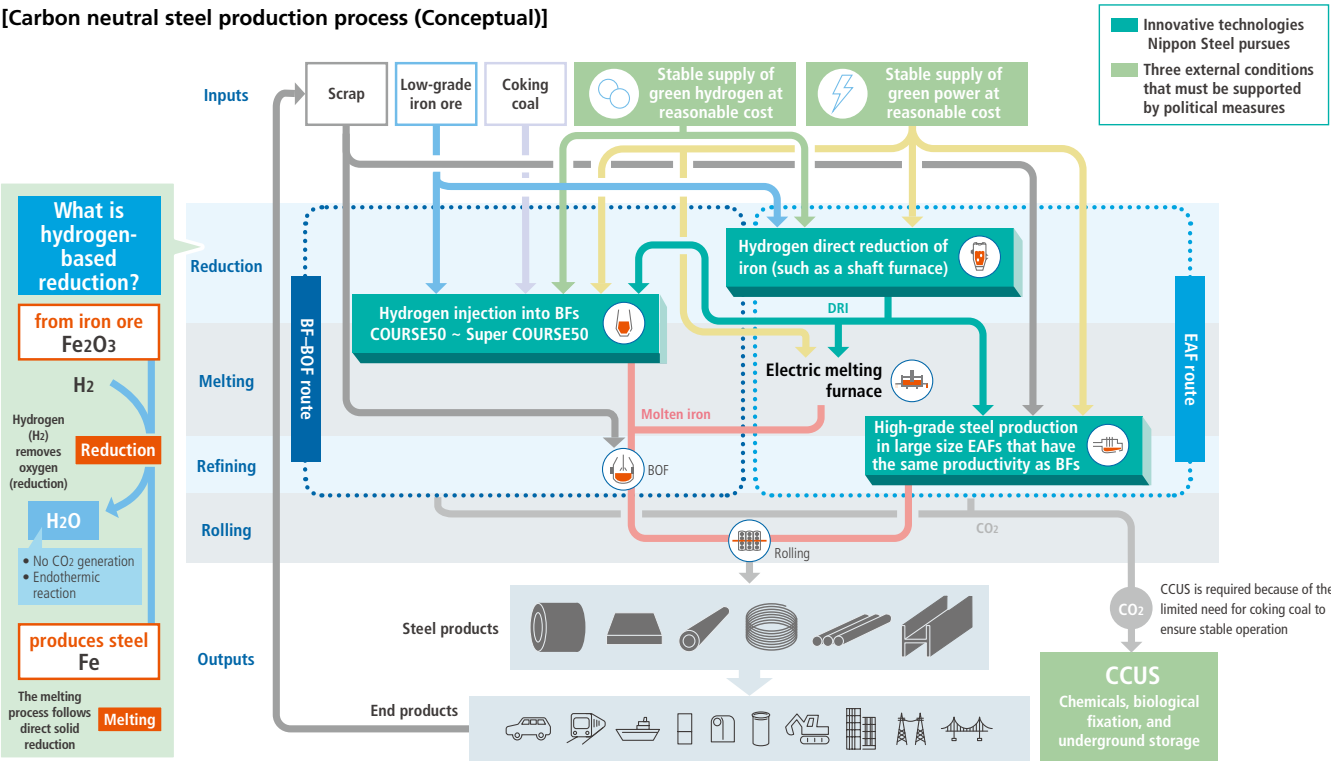 [Carbon neutral steel production process (Conceptual)]
Innovative technologies
Nippon Steel pursues
Three external conditions
that must be supported
by political measures
Inputs
Scrap
Low-grade
iron ore
Coking
coal
Stable supply of
green hydrogen at
reasonable cost
Stable supply of
green power at
reasonable cost
What is
hydrogen-
based
reduction?
from iron ore
Fe2O3
H2
Hydrogen
(H2)
removes
oxygen
(reduction)
Reduction
H2O
• No CO2 generation
• Endothermic
reaction
produces steel
Fe
The melting
process follows
direct solid
reduction
Melting
Reduction
Melting
Refining
Rolling
Outputs
BF–BOF route
EAF route
Hydrogen direct reduction of
iron (such as a shaft furnace)
DRI
Hydrogen injection into BFs
COURSE50 ~ Super COURSE50
Electric melting
furnace
Molten iron
High-grade steel production
in large size EAFs that have
the same productivity as BFs
BOF
CO2
Rolling
CO2
CCUS is required because of the
limited need for coking coal to
ensure stable operation
Steel products
End products
CCUS
Chemicals, biological
fixation, and
underground storage